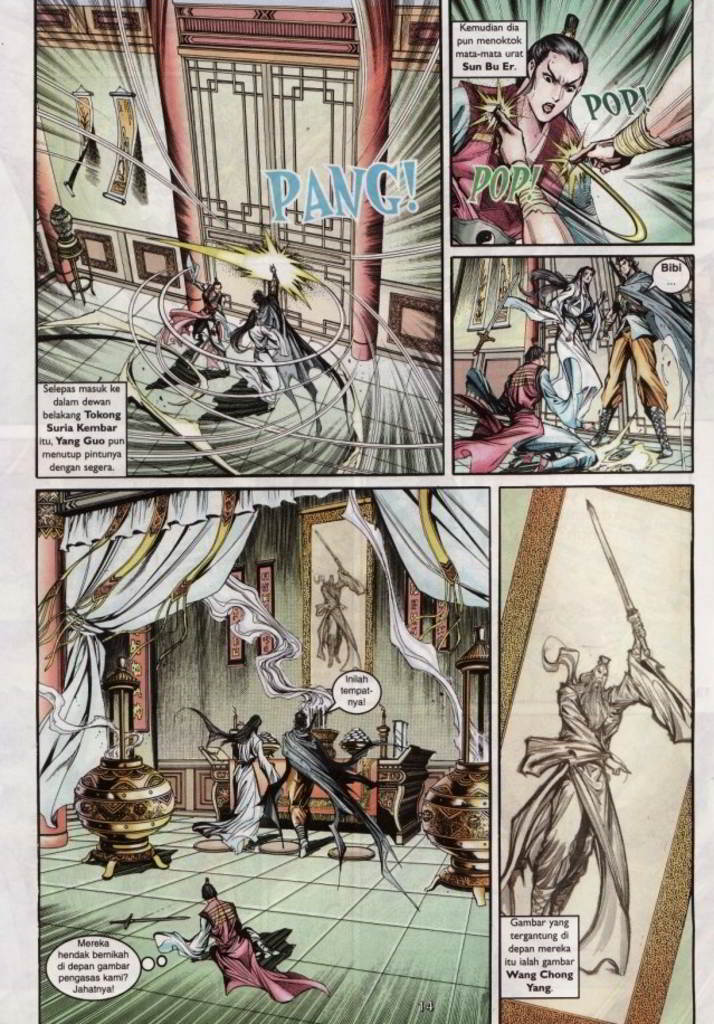 PANG!
Selepas masuk ke
dalam dewan
belakang Tokong
Suria Kembar
itu, Yang Guo pun
menutup pintunya
dengan segera.
Kemudian dia
pun menoktok
mata-mata urat
Sun Bu Er.
POP!
POP!
Bibi
...
Inilah
tempat-
nya!
Mereka
hendak bernikah
di depan gambar
pengasas kami?
Jahatnya!
14
Gambar yang
tergantung di
depan mereka
itu ialah gambar
Wang Chong
Yang.